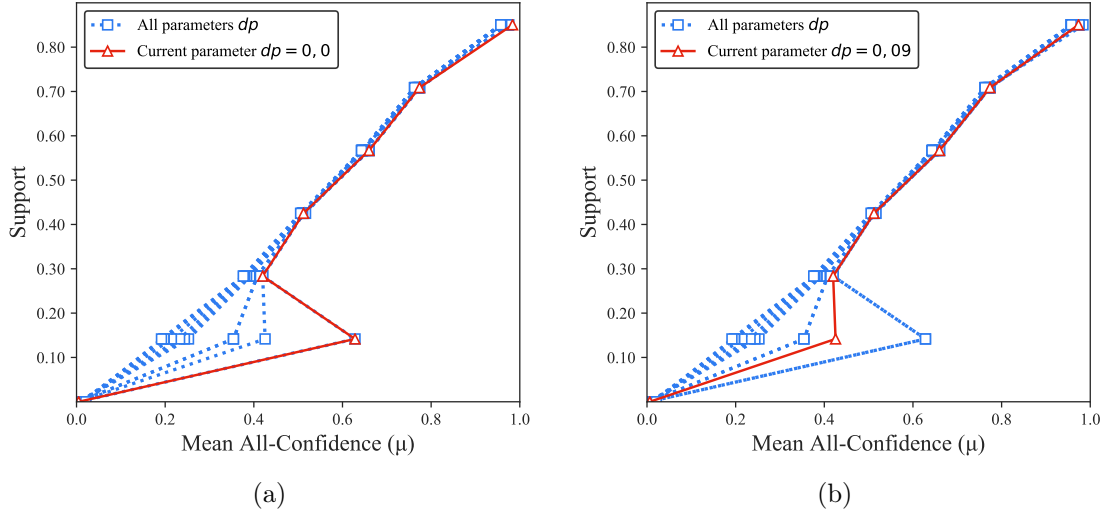 All parameters dp
Current parameter dp = 0, 0
0.80
0.70
0.60
0.50
0.40
0.30
0.20
0.10
Support
0.0
0.2
0.4
0.6
0.8
1.0
Mean All-Confidence (μ)
(a)
All parameters dp
Current parameter dp = 0, 09
0.80
0.70
0.60
0.50
0.40
0.30
0.20
0.10
Support
0.0
0.2
0.4
0.6
0.8
1.0
Mean All-Confidence (μ)
(b)